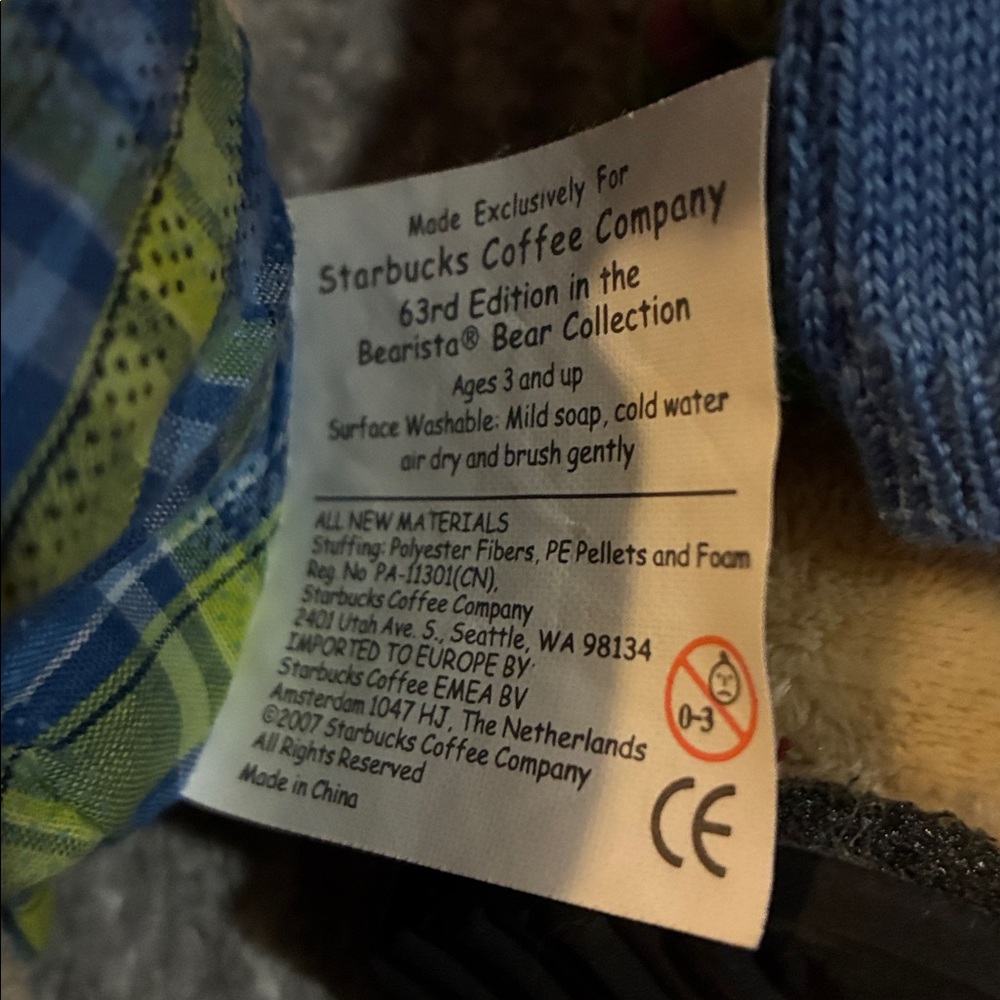 Made Exclusively For
Starbucks Coffee Company
63rd Edition in the
Bearista® Bear Collection
Ages 3 and up
Surface Washable: Mild soap, cold water
air dry and brush gently
ALL NEW MATERIALS
Stuffing: Polyester Fibers, PE Pellets and Foam
Reg No PA-11301(CN),
Starbucks Coffee Company
2401 Utah Ave. S., Seattle, WA 98134
IMPORTED TO EUROPE BY:
Starbucks Coffee EMEA BV
Amsterdam 1047 HJ, The Netherlands
©2007 Starbucks Coffee Company
All Rights Reserved
Made in China
0-3
CE